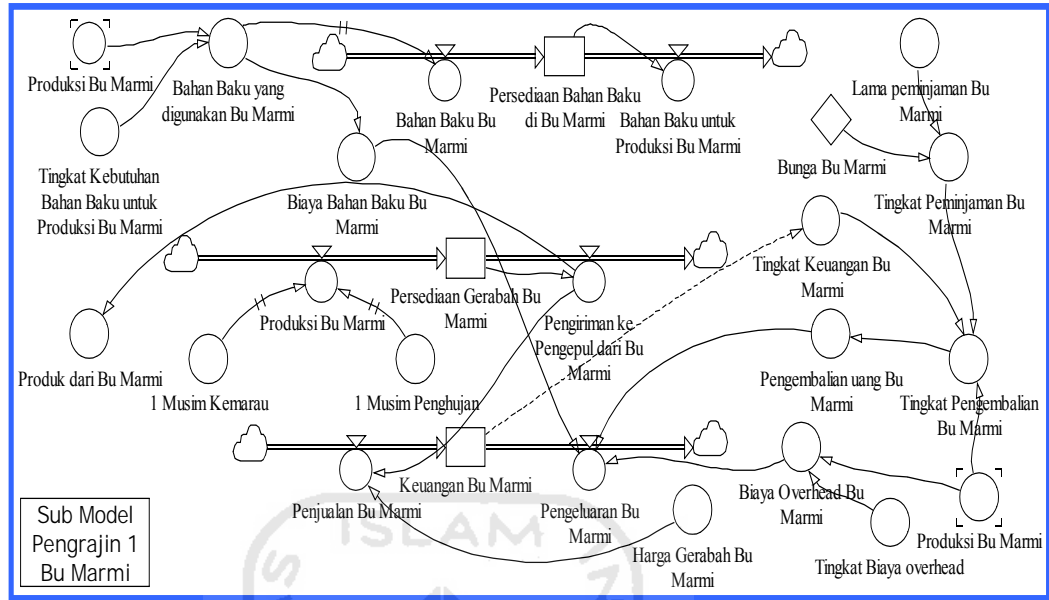 Produksi Bu Marmi
Bahan Baku yang
digunakan Bu Marmi
Tingkat Kebutuhan
Bahan Baku untuk
Produksi Bu Marmi
Bahan Baku Bu
Marmi
Persediaan Bahan Baku
di Bu Marmi
Bahan Baku untuk
Produksi Bu Marmi
Lama peminjaman Bu
Marmi
Bunga Bu Marmi
Tingkat Peminjaman Bu
Marmi
Biaya Bahan Baku Bu
Marmi
Tingkat Keuangan Bu
Marmi
Persediaan Gerabah Bu
Marmi
Produksi Bu Marmi
Pengiriman ke
Pengepul dari Bu
Marmi
Produk dari Bu Marmi
1 Musim Kemarau
1 Musim Penghujan
Pengembalian uang Bu
Marmi
Tingkat Pengembalian
Bu Marmi
Keuangan Bu Marmi
Penjualan Bu Marmi
Pengeluaran Bu
Marmi
Biaya Overhead Bu
Marmi
Harga Gerabah Bu
Marmi
Tingkat Biaya overhead
Produksi Bu Marmi
Sub Model
Pengrajin 1
Bu Marmi
ISLAM